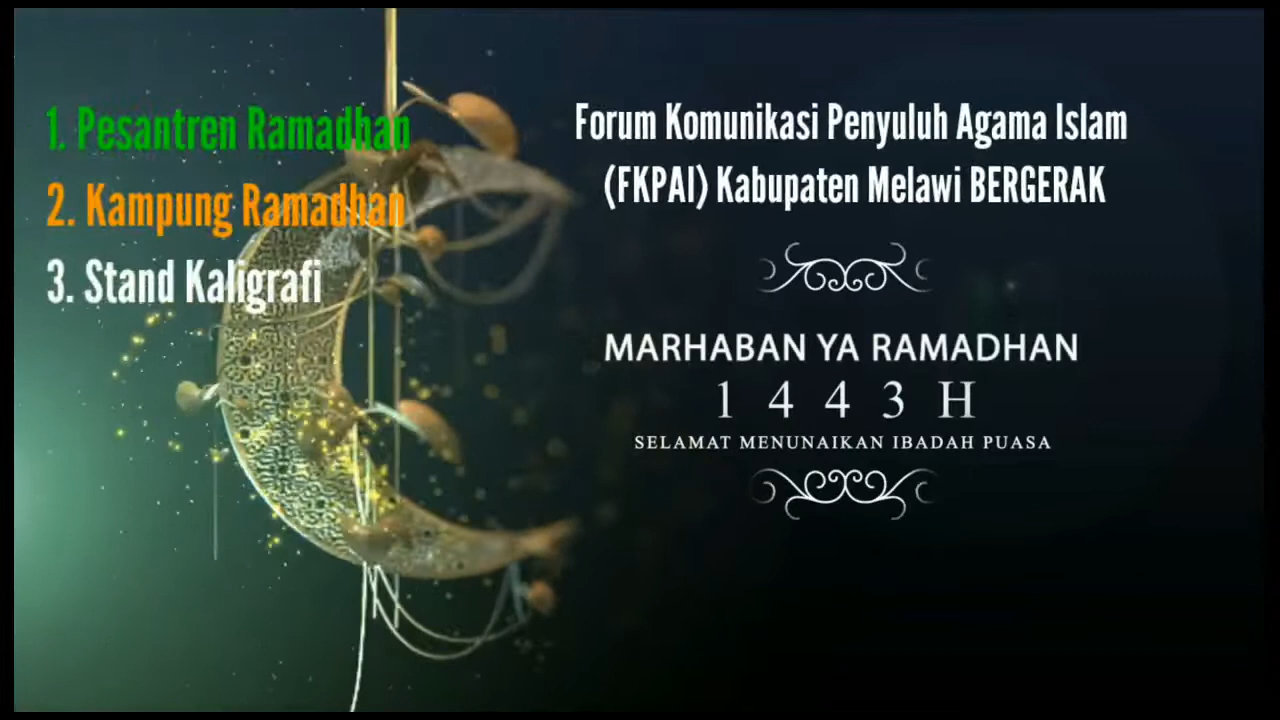 1. Pesantren Ramadhan
2. Kampung Ramadhan
3. Stand Kaligrafi
Forum Komunikasi Penyuluh Agama Islam
(FKPAI) Kabupaten Melawi BERGERAK
MARHABAN YA RAMADHAN
1 4 4 3 H
SELAMAT MENUNAIKAN IBADAH PUASA